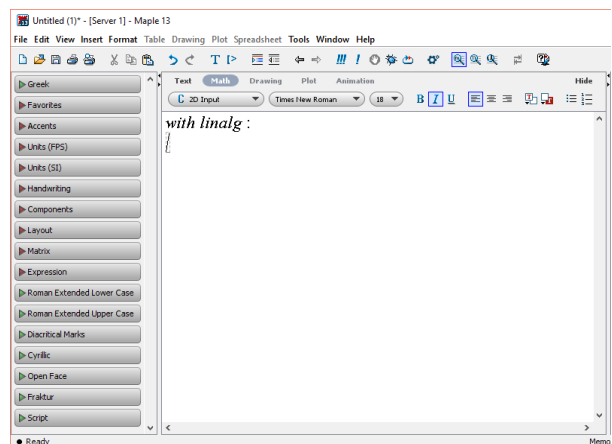 Untitled (1)* - [Server 1] - Maple 13
File Edit View Insert Format Table Drawing Plot Spreadsheet Tools Window Help
Text Math Drawing Plot Animation Hide
C 2D Input Times New Roman 18 B I U
Greek
Favorites
Accents
Units (FPS)
Units (SI)
Handwriting
Components
Layout
Matrix
Expression
Roman Extended Lower Case
Roman Extended Upper Case
Diacritical Marks
Cyrillic
Open Face
Fraktur
Script
with linalg :
Ready Memo